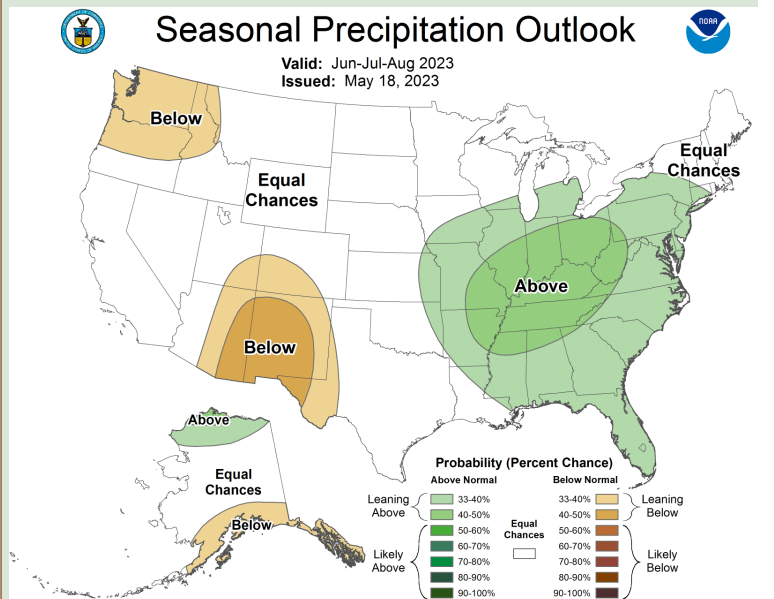 Seasonal Precipitation Outlook
NOAA
Valid: Jun-Jul-Aug 2023
Issued: May 18, 2023
Below
Equal
Chances
Equal
Chances
Above
Below
Above
Equal
Chances
Below
Probability (Percent Chance)
Above Normal
Below Normal
Leaning
Above
33-40%
40-50%
Likely
Above
50-60%
60-70%
70-80%
80-90%
90-100%
Equal
Chances
33-40%
40-50%
Leaning
Below
50-60%
60-70%
70-80%
80-90%
90-100%
Likely
Below